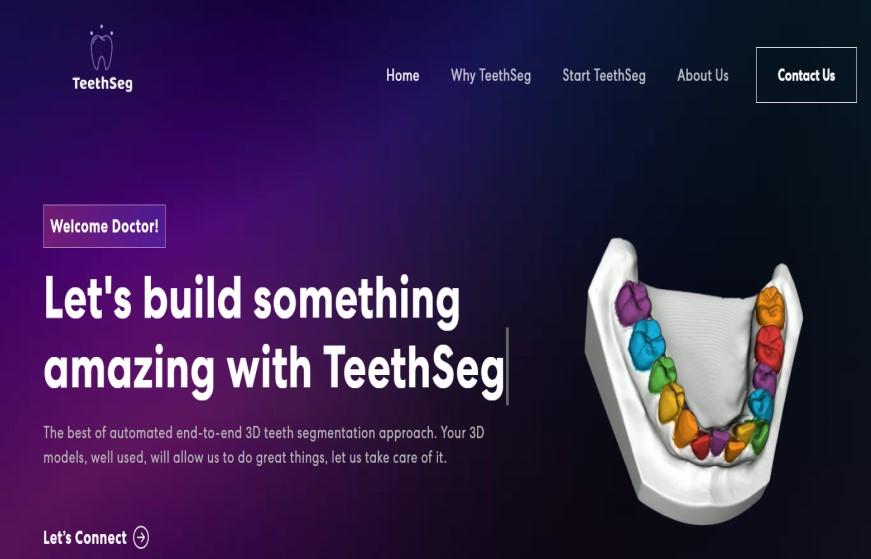 TeethSeg
Home
Why TeethSeg
Start TeethSeg
About Us
Contact Us
Welcome Doctor!
Let's build something
amazing with TeethSeg
The best of automated end-to-end 3D teeth segmentation approach. Your 3D
models, well used, will allow us to do great things, let us take care of it.
Let's Connect